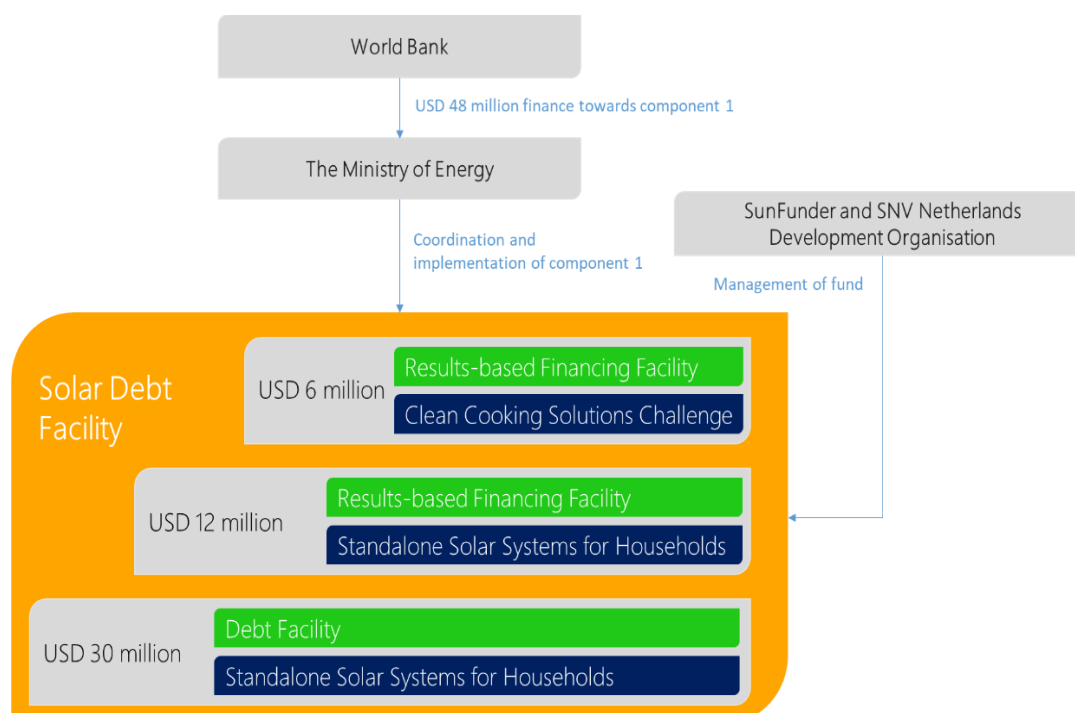 World Bank
USD 48 million finance towards component 1
The Ministry of Energy
SunFunder and SNV Netherlands
Development Organisation
Coordination and
implementation of component 1
Management of fund
Solar Debt
Facility
USD 6 million
Results-based Financing Facility
Clean Cooking Solutions Challenge
USD 12 million
Results-based Financing Facility
Standalone Solar Systems for Households
USD 30 million
Debt Facility
Standalone Solar Systems for Households